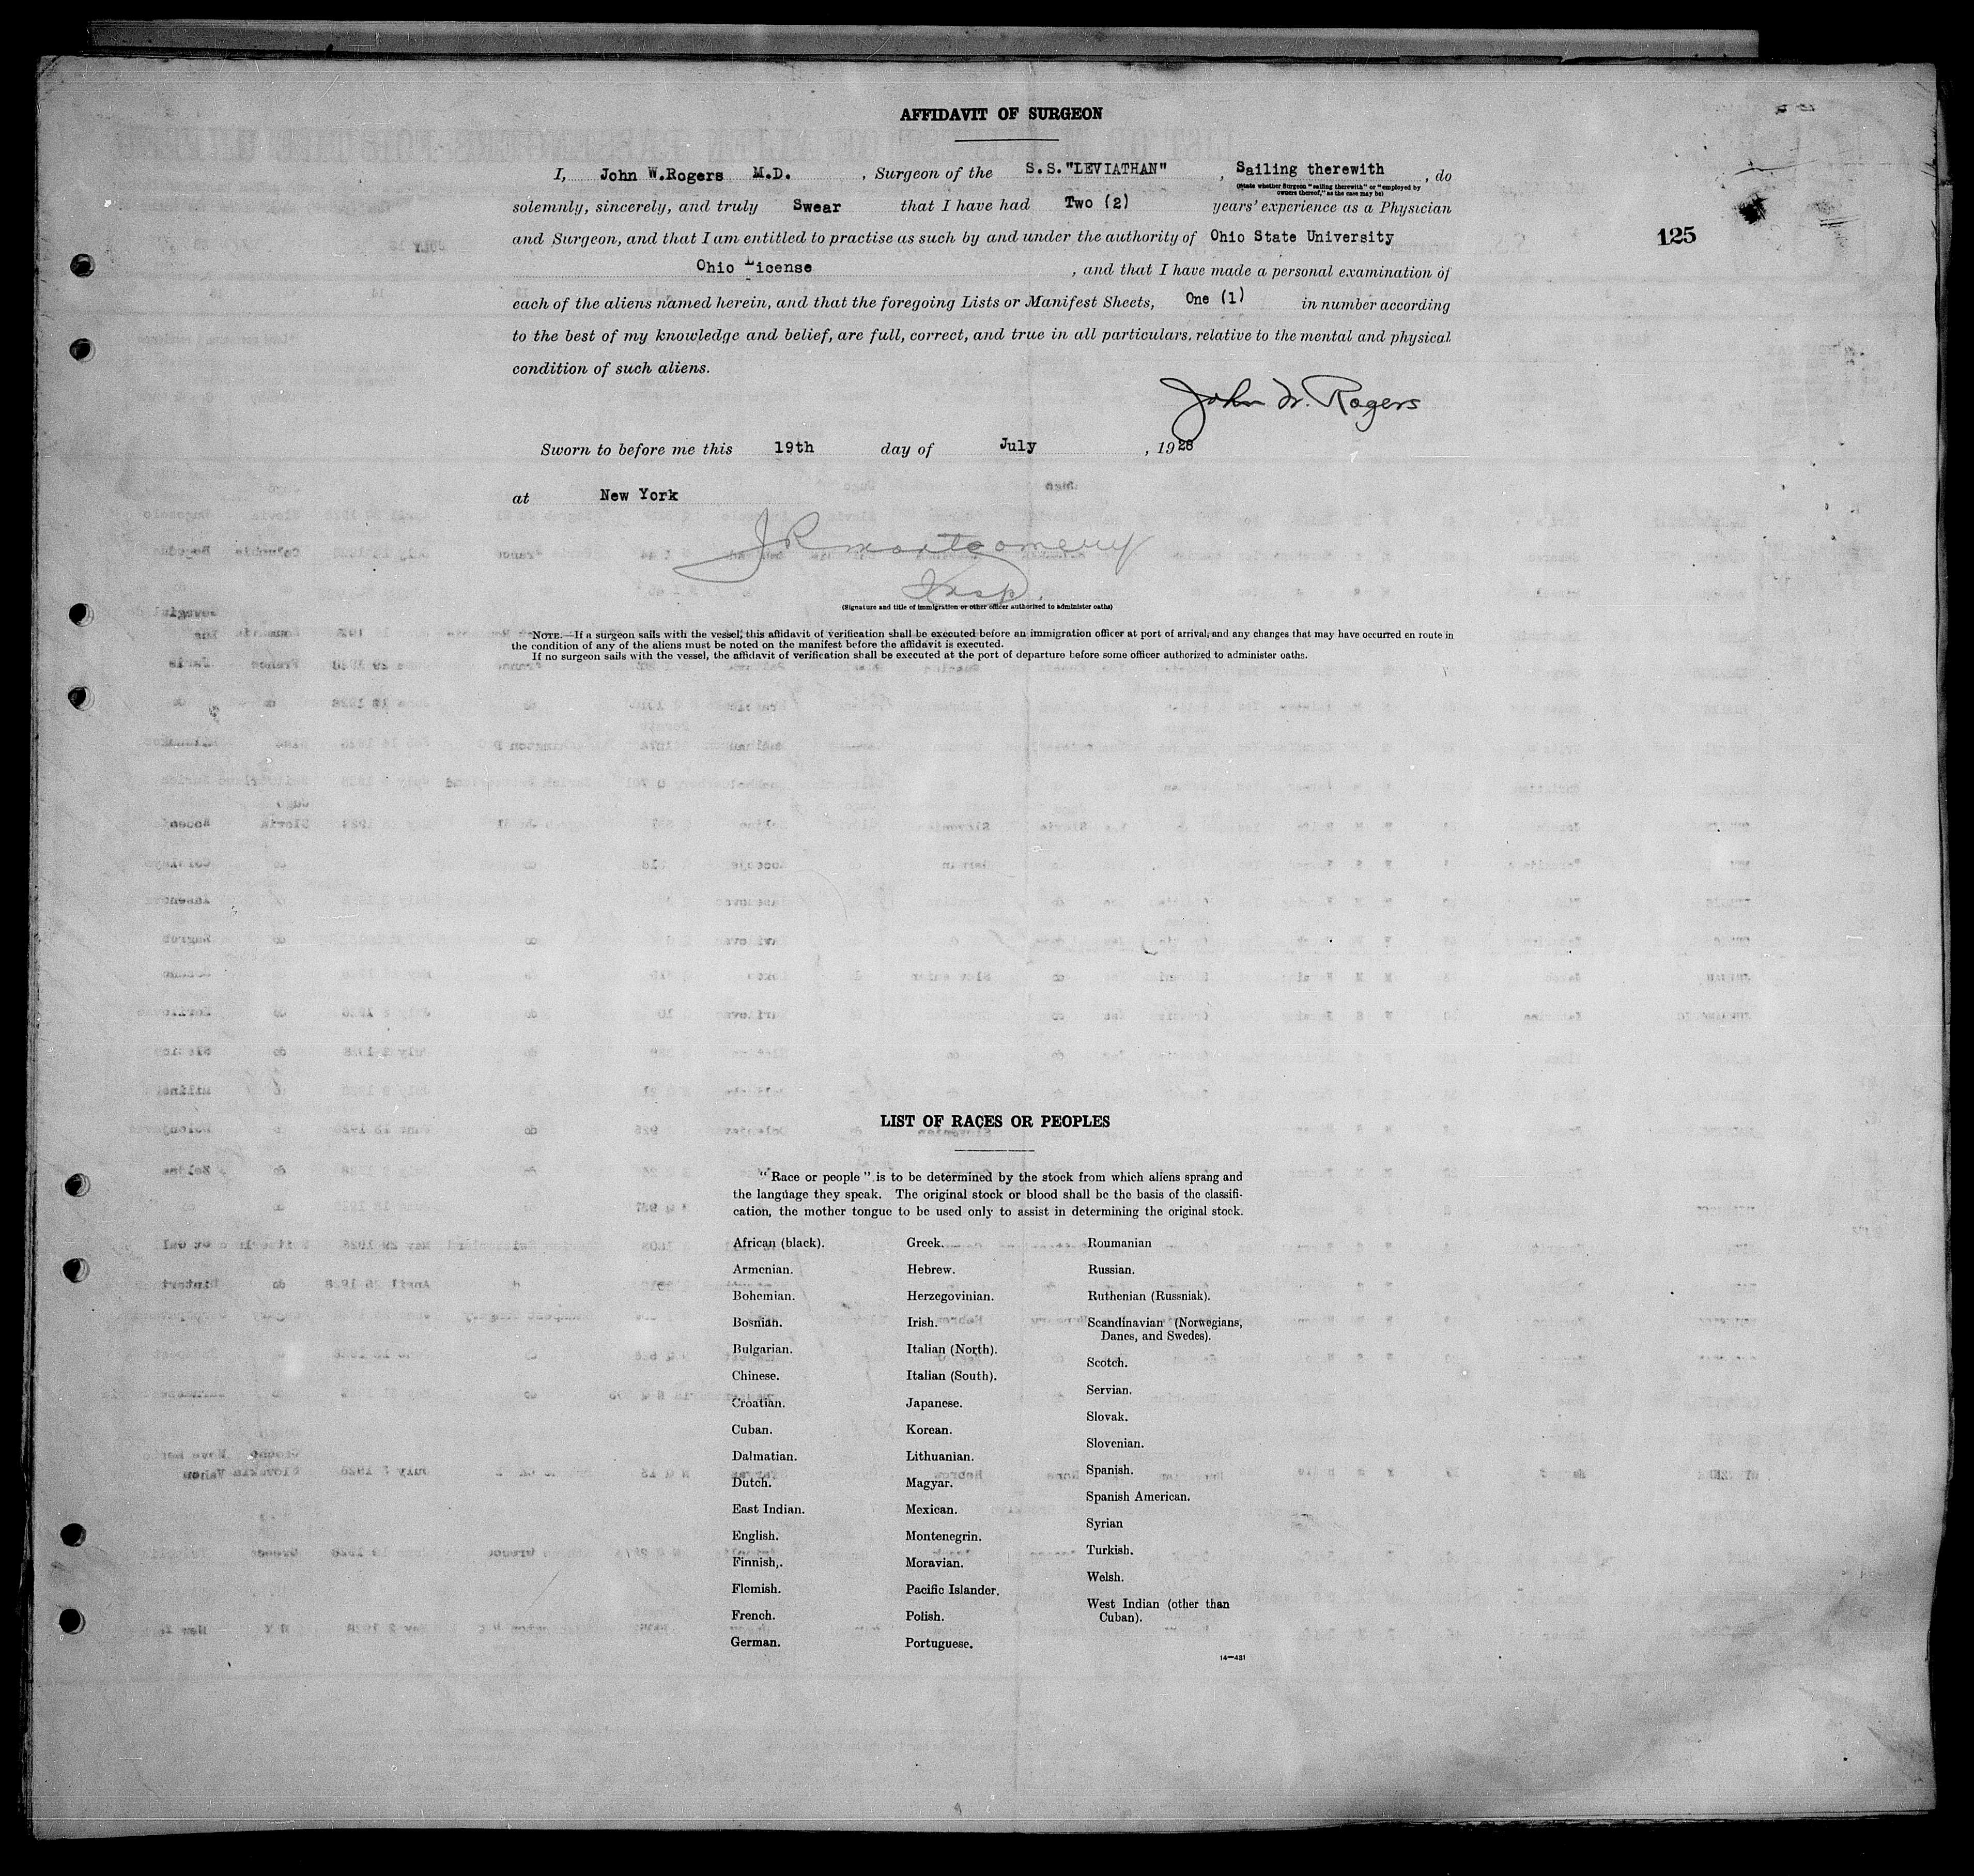 AFFIDAVIT OF SURGEON
I, John W.Rogers M.D. , Surgeon of the S.S."LEVIATHAN" , Sailing therewith , do
(State whether Surgeon "sailing therewith" or "employed by
owners thereof," as the case may be)
solemnly, sincerely, and truly Swear that I have had Two (2) years' experience as a Physician
and Surgeon, and that I am entitled to practise as such by and under the authority of Ohio State University
125
Ohio License , and that I have made a personal examination of
each of the aliens named herein, and that the foregoing Lists or Manifest Sheets, One (1) in number according
to the best of my knowledge and belief, are full, correct, and true in all particulars, relative to the mental and physical
condition of such aliens.
John W. Rogers
Sworn to before me this 19th day of July , 1928
at New York
J R Montgomery
Insp.
(Signature and title of immigration or other officer authorized to administer oaths)
NOTE.—If a surgeon sails with the vessel, this affidavit of verification shall be executed before an immigration officer at port of arrival, and any changes that may have occurred en route in
the condition of any of the aliens must be noted on the manifest before the affidavit is executed.
If no surgeon sails with the vessel, the affidavit of verification shall be executed at the port of departure before some officer authorized to administer oaths.
LIST OF RACES OR PEOPLES
"Race or people" is to be determined by the stock from which aliens sprang and
the language they speak. The original stock or blood shall be the basis of the classifi-
cation, the mother tongue to be used only to assist in determining the original stock.
African (black).
Armenian.
Bohemian.
Bosnian.
Bulgarian.
Chinese.
Croatian.
Cuban.
Dalmatian.
Dutch.
East Indian.
English.
Finnish,.
Flemish.
French.
German.
Greek.
Hebrew.
Herzegovinian.
Irish.
Italian (North).
Italian (South).
Japanese.
Korean.
Lithuanian.
Magyar.
Mexican.
Montenegrin.
Moravian.
Pacific Islander.
Polish.
Portuguese.
Roumanian
Russian.
Ruthenian (Russniak).
Scandinavian (Norwegians,
Danes, and Swedes).
Scotch.
Servian.
Slovak.
Slovenian.
Spanish.
Spanish American.
Syrian
Turkish.
Welsh.
West Indian (other than
Cuban).
14—431